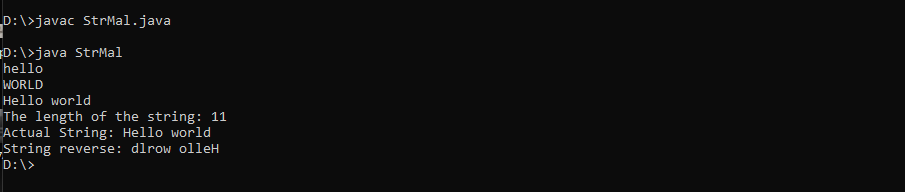 D:\>javac StrMal.java
D:\>java StrMal
hello
WORLD
Hello world
The length of the string: 11
Actual String: Hello world
String reverse: dlrow olleH
D:\>